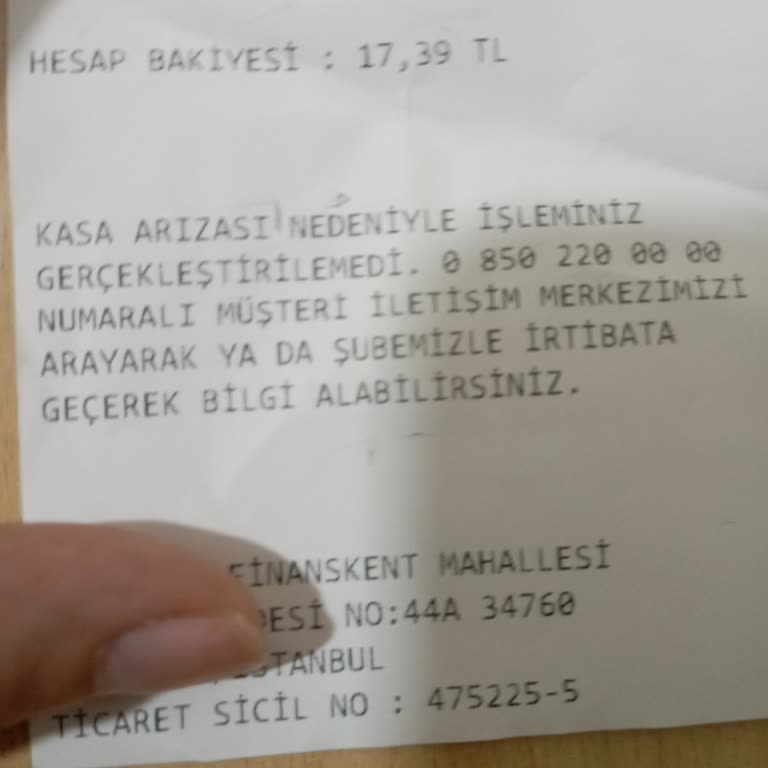 HESAP BAKİYESİ : 17,39 TL
KASA ARIZASI NEDENİYLE İŞLEMİNİZ
GERÇEKLEŞTİRİLEMEDİ. 0 850 220 00 00
NUMARALI MÜŞTERİ İLETİŞİM MERKEZİMİZİ
ARAYARAK YA DA ŞUBEMİZLE İRTİBATA
GEÇEREK BİLGİ ALABİLİRSİNİZ.
FİNANSKENT MAHALLESİ
DESİ NO:44A 34760
İSTANBUL
TİCARET SİCİL NO : 475225-5